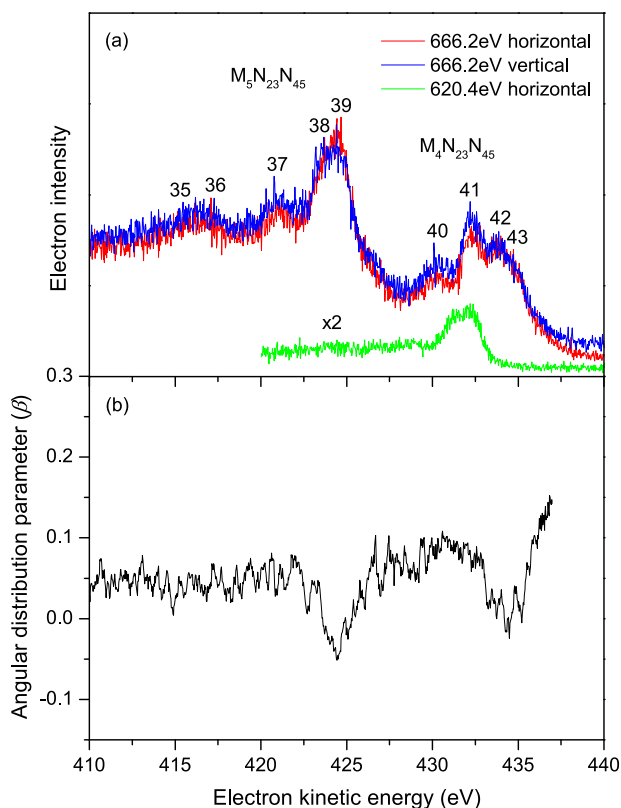 (a)
666.2eV horizontal
666.2eV vertical
620.4eV horizontal
M₅N₂₃N₄₅
M₄N₂₃N₄₅
35 36 37 38 39 40 41 42 43
x2
Electron intensity
0.3
(b)
0.2
0.1
0.0
-0.1
Angular distribution parameter (β)
410 415 420 425 430 435 440
Electron kinetic energy (eV)